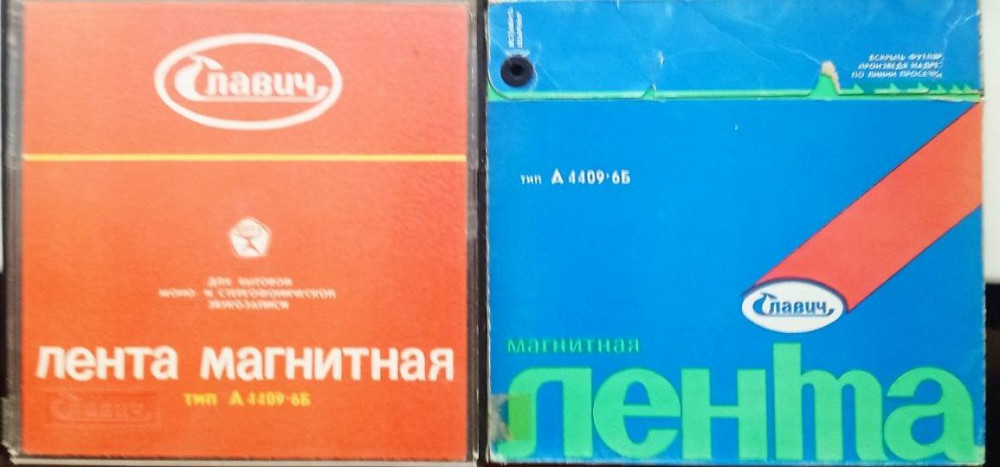 Славич
ДЛЯ БЫТОВОЙ
МОНО- И СТЕРЕОФОНИЧЕСКОЙ
ЗВУКОЗАПИСИ
лента магнитная
тип А 4409-6Б
Славич
ВСКРЫТЬ ФУТЛЯР,
ПРОИЗВЕДЯ НАДРЕЗ
ПО ЛИНИИ ПРОСЕЧКИ
тип А 4409-6Б
Славич
магнитная
лента